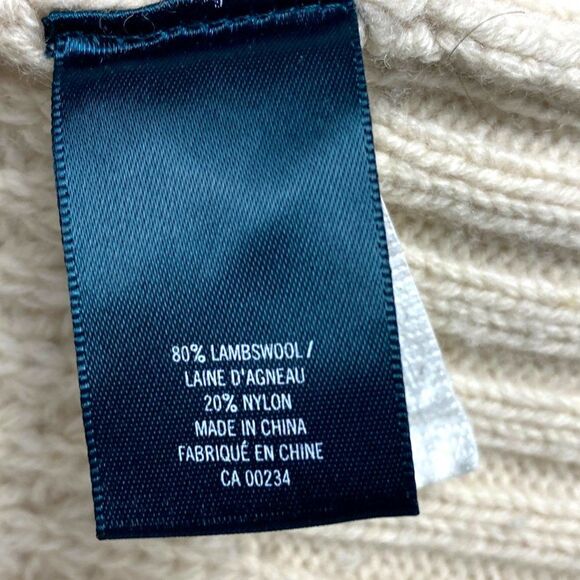 80% LAMBSWOOL/
LAINE D'AGNEAU
20% NYLON
MADE IN CHINA
FABRIQUÉ EN CHINE
CA 00234